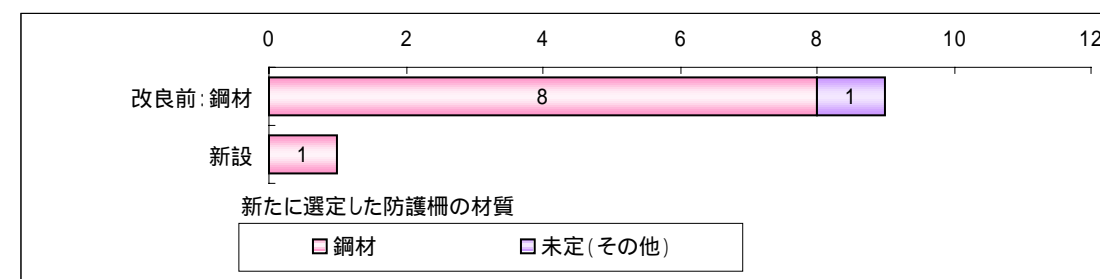 0 2 4 6 8 10 12
改良前:鋼材 8 1
新設 1
新たに選定した防護柵の材質
鋼材 未定(その他)